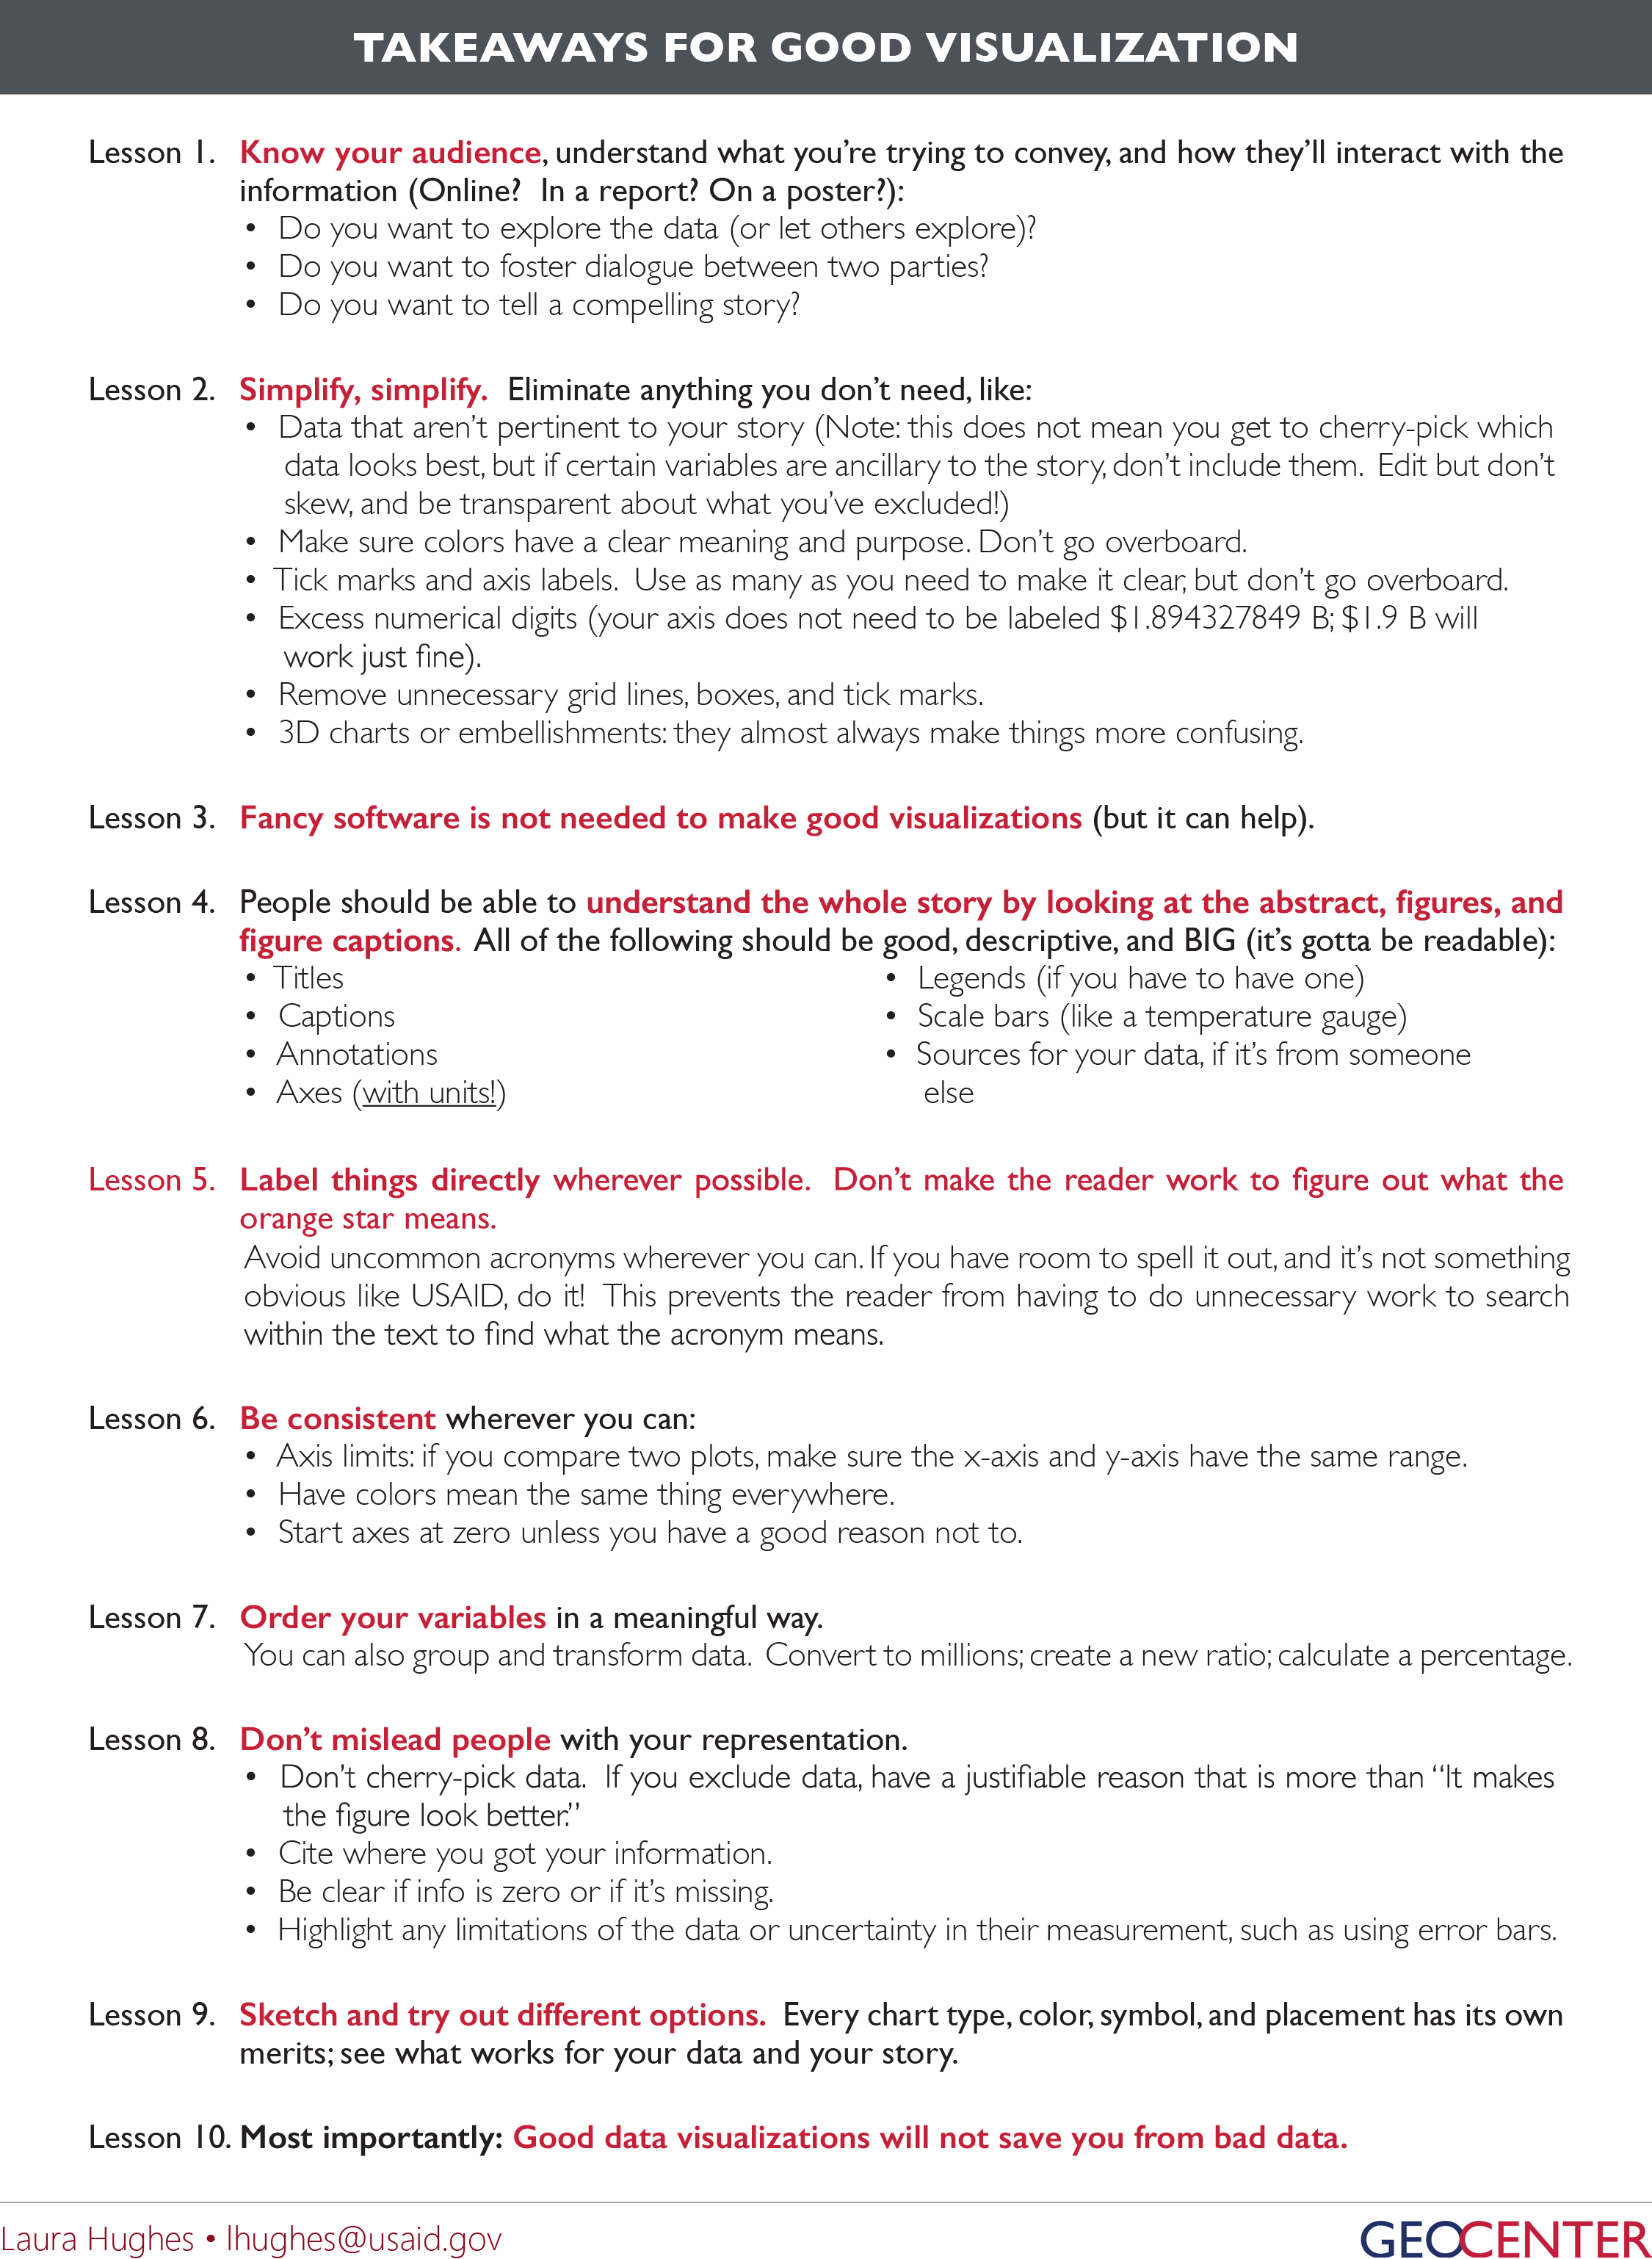 TAKEAWAYS FOR GOOD VISUALIZATION
Lesson 1. Know your audience, understand what you’re trying to convey, and how they’ll interact with the
information (Online?  In a report? On a poster?):
• Do you want to explore the data (or let others explore)?
• Do you want to foster dialogue between two parties?
• Do you want to tell a compelling story?
Lesson 2. Simplify, simplify.  Eliminate anything you don’t need, like:
• Data that aren’t pertinent to your story (Note: this does not mean you get to cherry-pick which
data looks best, but if certain variables are ancillary to the story, don’t include them.  Edit but don’t
skew, and be transparent about what you’ve excluded!)
• Make sure colors have a clear meaning and purpose. Don’t go overboard.
• Tick marks and axis labels.  Use as many as you need to make it clear, but don’t go overboard.
• Excess numerical digits (your axis does not need to be labeled $1.894327849 B; $1.9 B will
work just fine).
• Remove unnecessary grid lines, boxes, and tick marks.
• 3D charts or embellishments: they almost always make things more confusing.
Lesson 3. Fancy software is not needed to make good visualizations (but it can help).
Lesson 4. People should be able to understand the whole story by looking at the abstract, figures, and
figure captions.  All of the following should be good, descriptive, and BIG (it’s gotta be readable):
• Titles
• Captions
• Annotations
• Axes (with units!)
• Legends (if you have to have one)
• Scale bars (like a temperature gauge)
• Sources for your data, if it’s from someone
else
Lesson 5. Label things directly wherever possible.  Don’t make the reader work to figure out what the
orange star means.
Avoid uncommon acronyms wherever you can. If you have room to spell it out, and it’s not something
obvious like USAID, do it!  This prevents the reader from having to do unnecessary work to search
within the text to find what the acronym means.
Lesson 6. Be consistent wherever you can:
• Axis limits: if you compare two plots, make sure the x-axis and y-axis have the same range.
• Have colors mean the same thing everywhere.
• Start axes at zero unless you have a good reason not to.
Lesson 7. Order your variables in a meaningful way.
You can also group and transform data.  Convert to millions; create a new ratio; calculate a percentage.
Lesson 8. Don’t mislead people with your representation.
• Don’t cherry-pick data.  If you exclude data, have a justifiable reason that is more than “It makes
the figure look better.”
• Cite where you got your information.
• Be clear if info is zero or if it’s missing.
• Highlight any limitations of the data or uncertainty in their measurement, such as using error bars.
Lesson 9. Sketch and try out different options.  Every chart type, color, symbol, and placement has its own
merits; see what works for your data and your story.
Lesson 10. Most importantly: Good data visualizations will not save you from bad data.
Laura Hughes • lhughes@usaid.gov
GEOCENTER